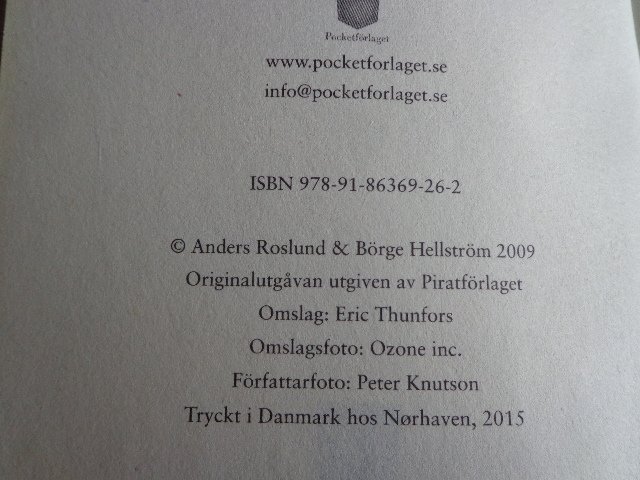 Pocketförlaget
www.pocketforlaget.se
info@pocketforlaget.se
ISBN 978-91-86369-26-2
© Anders Roslund & Börge Hellström 2009
Originalutgåvan utgiven av Piratförlaget
Omslag: Eric Thunfors
Omslagsfoto: Ozone inc.
Författarfoto: Peter Knutson
Tryckt i Danmark hos Nørhaven, 2015